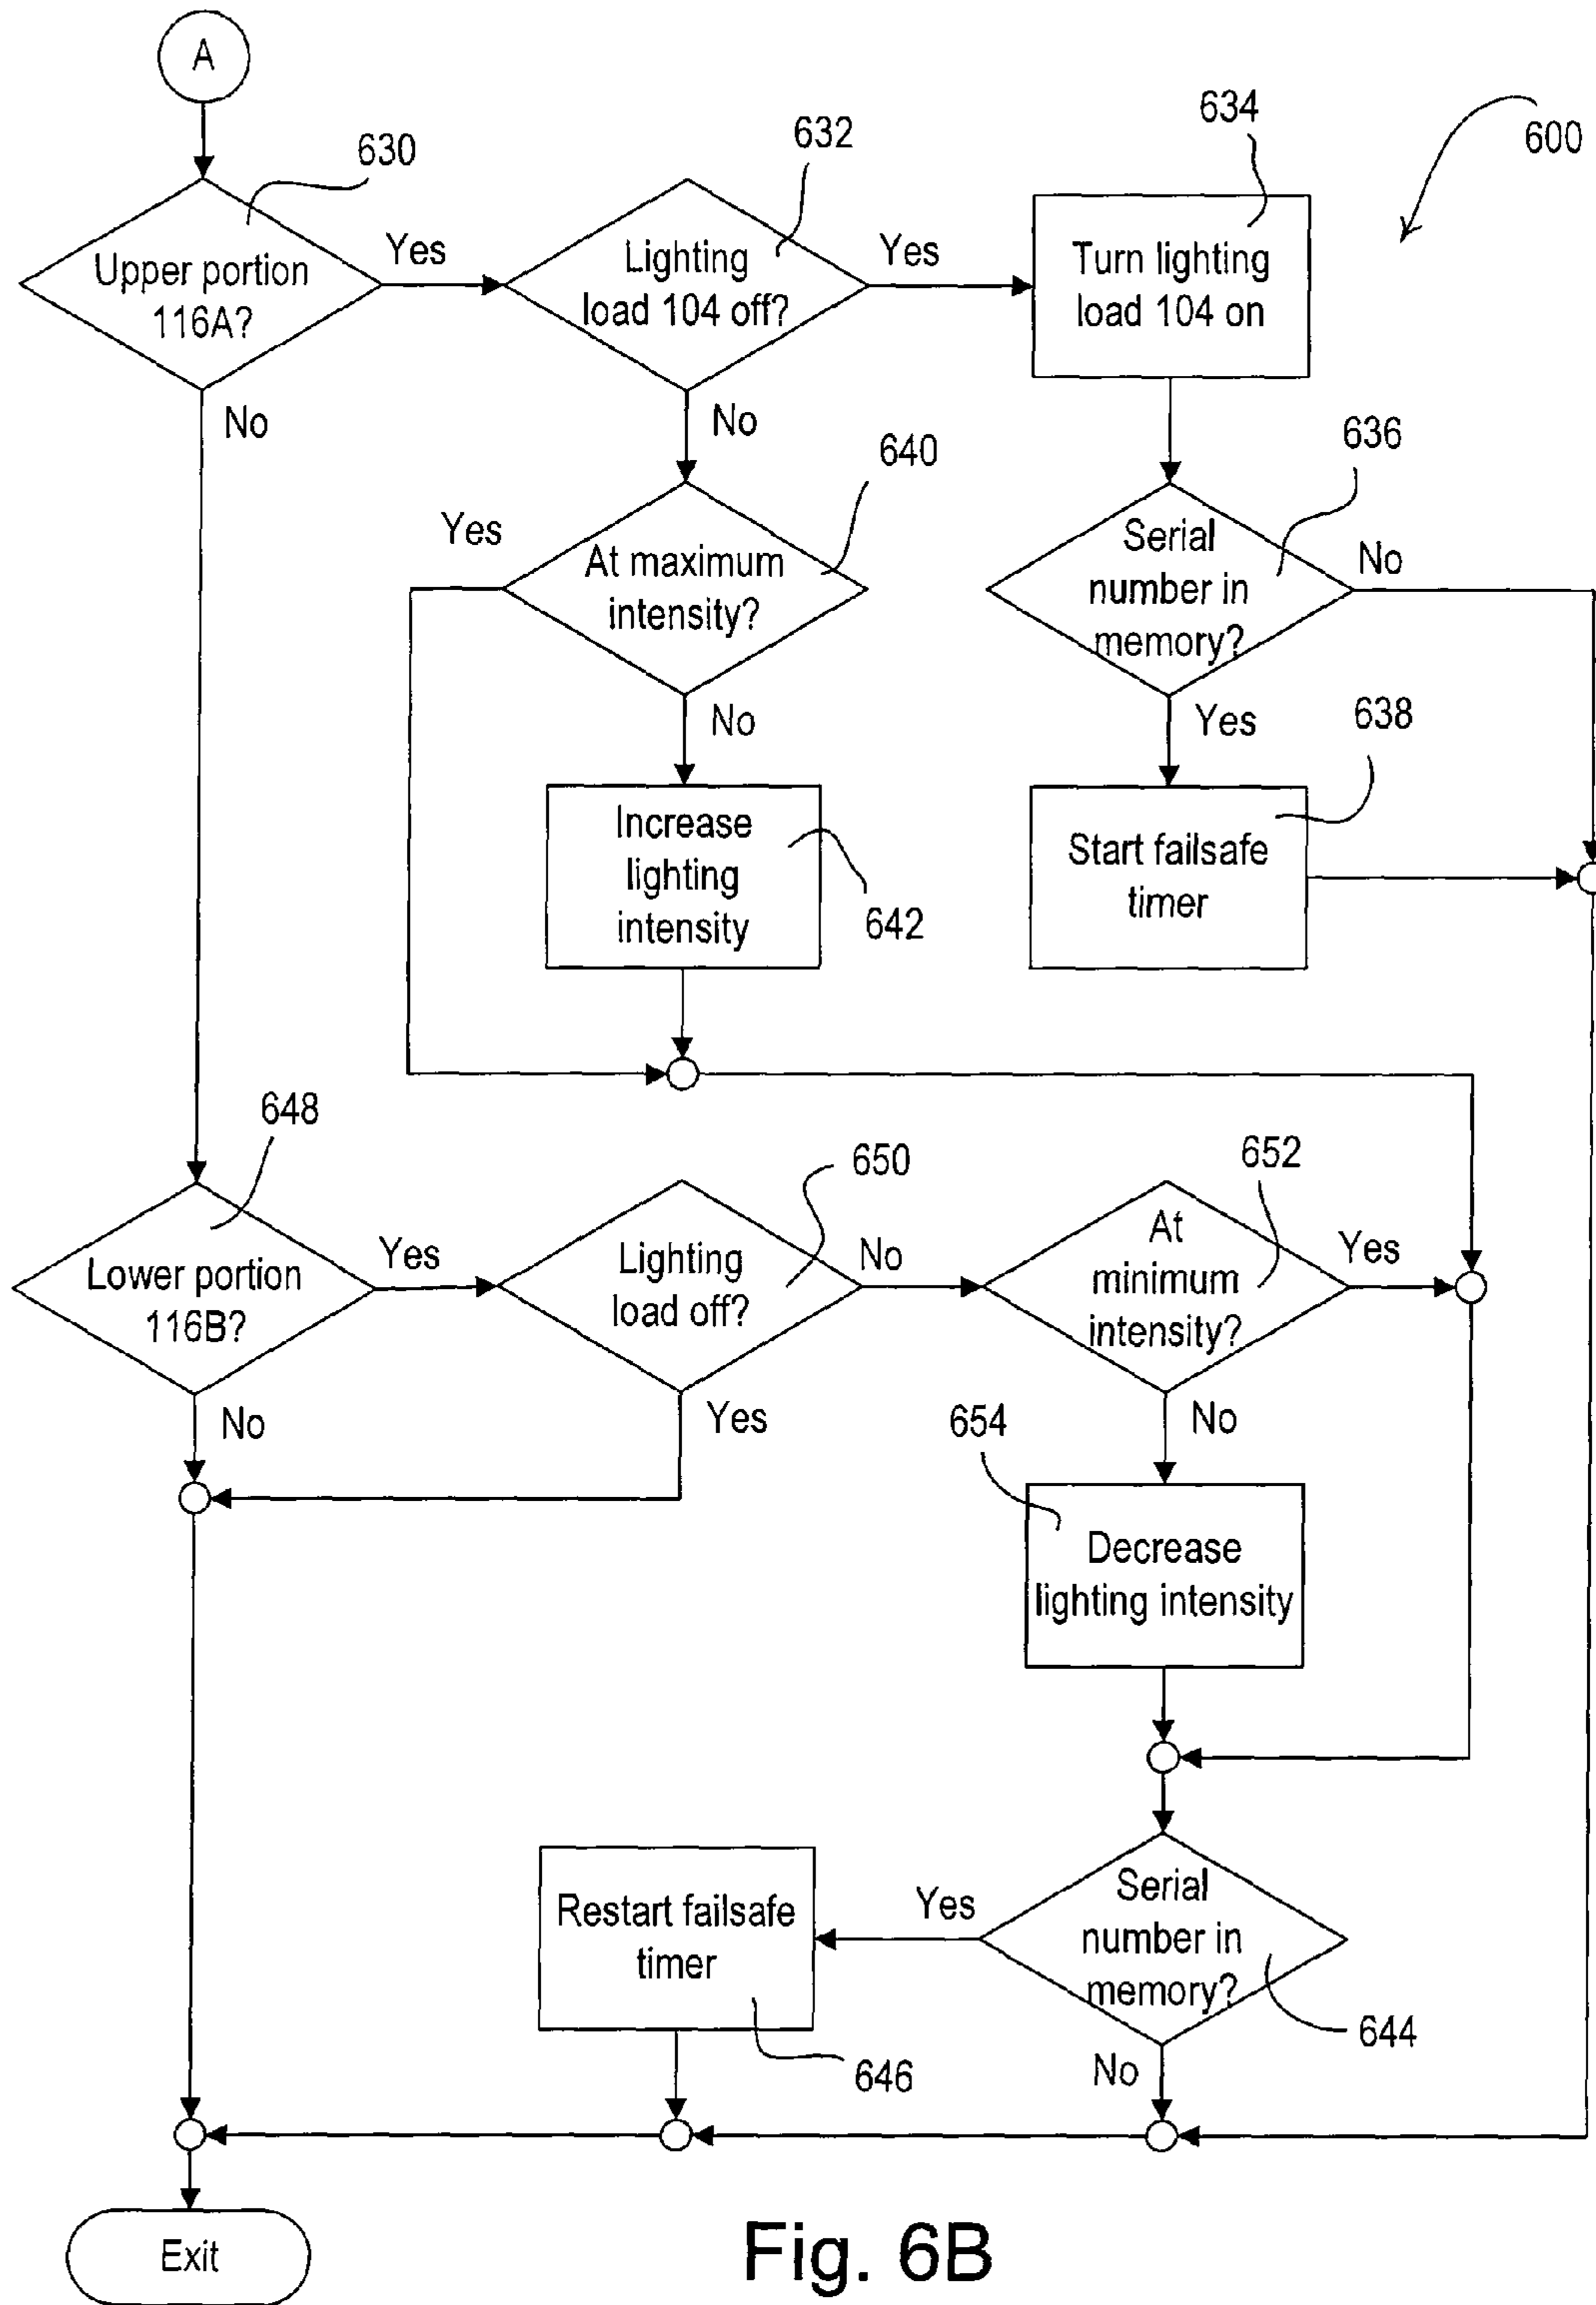 A
630
632
634
600
Upper portion
116A?
Yes
Lighting
load 104 off?
Yes
Turn lighting
load 104 on
No
No
640
636
Yes
At maximum
intensity?
Serial
number in
memory?
No
No
Yes
638
Increase
lighting
intensity
642
Start failsafe
timer
648
650
652
Lower portion
116B?
Yes
Lighting
load off?
No
At
minimum
intensity?
Yes
No
Yes
No
654
Decrease
lighting intensity
Restart failsafe
timer
Yes
Serial
number in
memory?
646
644
No
Exit
Fig. 6B